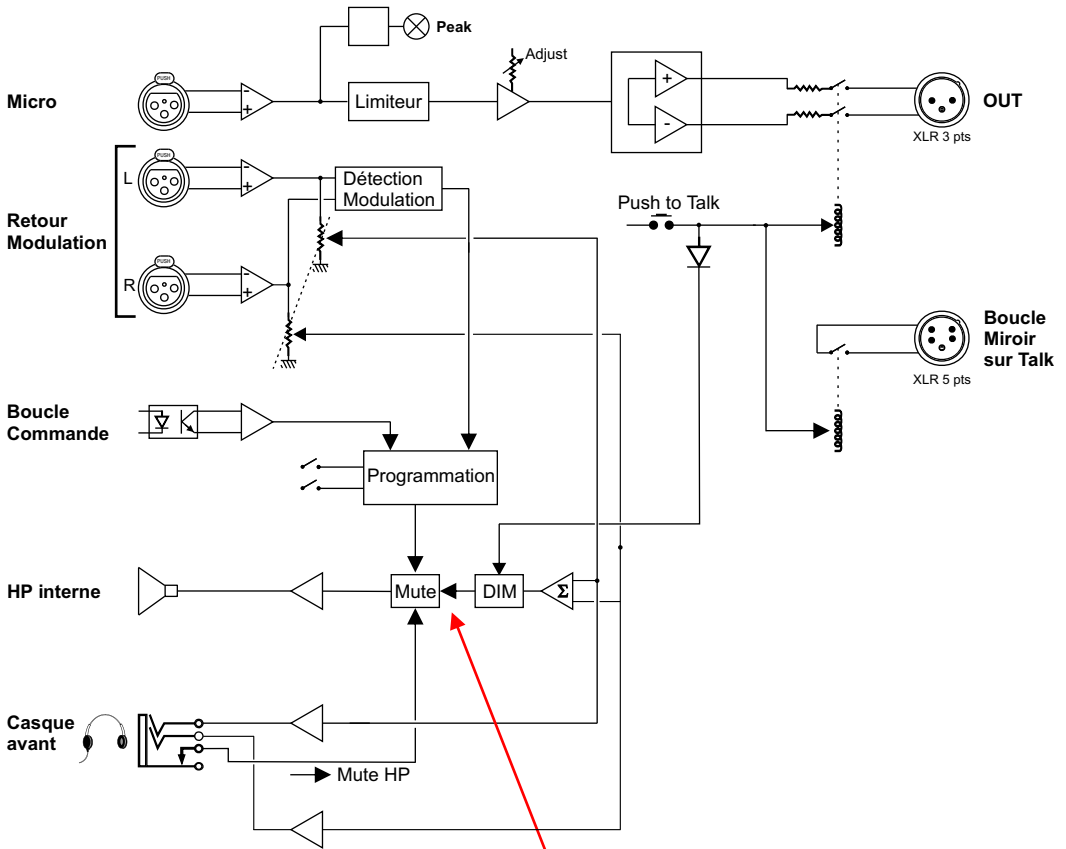 Peak
Adjust
Micro
PUSH
Limiteur
+
-
-
+
OUT
XLR 3 pts
Retour
Modulation
L
PUSH
-
+
Détection
Modulation
Push to Talk
R
PUSH
-
+
Boucle
Miroir
sur Talk
XLR 5 pts
Boucle
Commande
Programmation
HP interne
Mute
DIM
Σ
Casque
avant
Mute HP